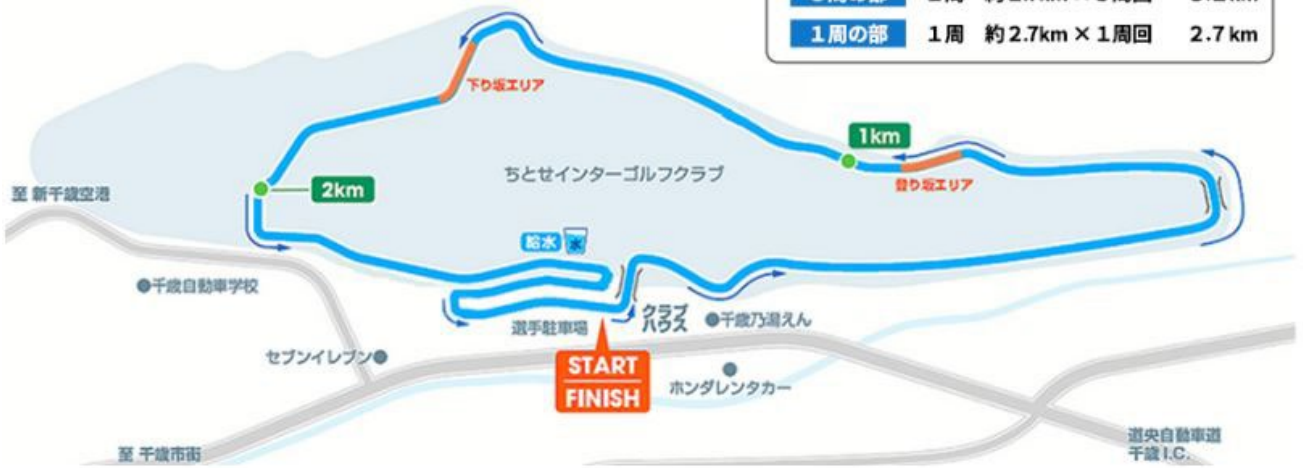 1周の部 1周 約2.7km×1周回 2.7km
下り坂エリア
1km
ちとせインターゴルフクラブ
登り坂エリア
2km
至 新千歳空港
給水 水
●千歳自動車学校
クラブ
ハウス
●千歳乃湯えん
選手駐車場
セブンイレブン●
START
FINISH
ホンダレンタカー
至 千歳市街
道央自動車道
千歳I.C.